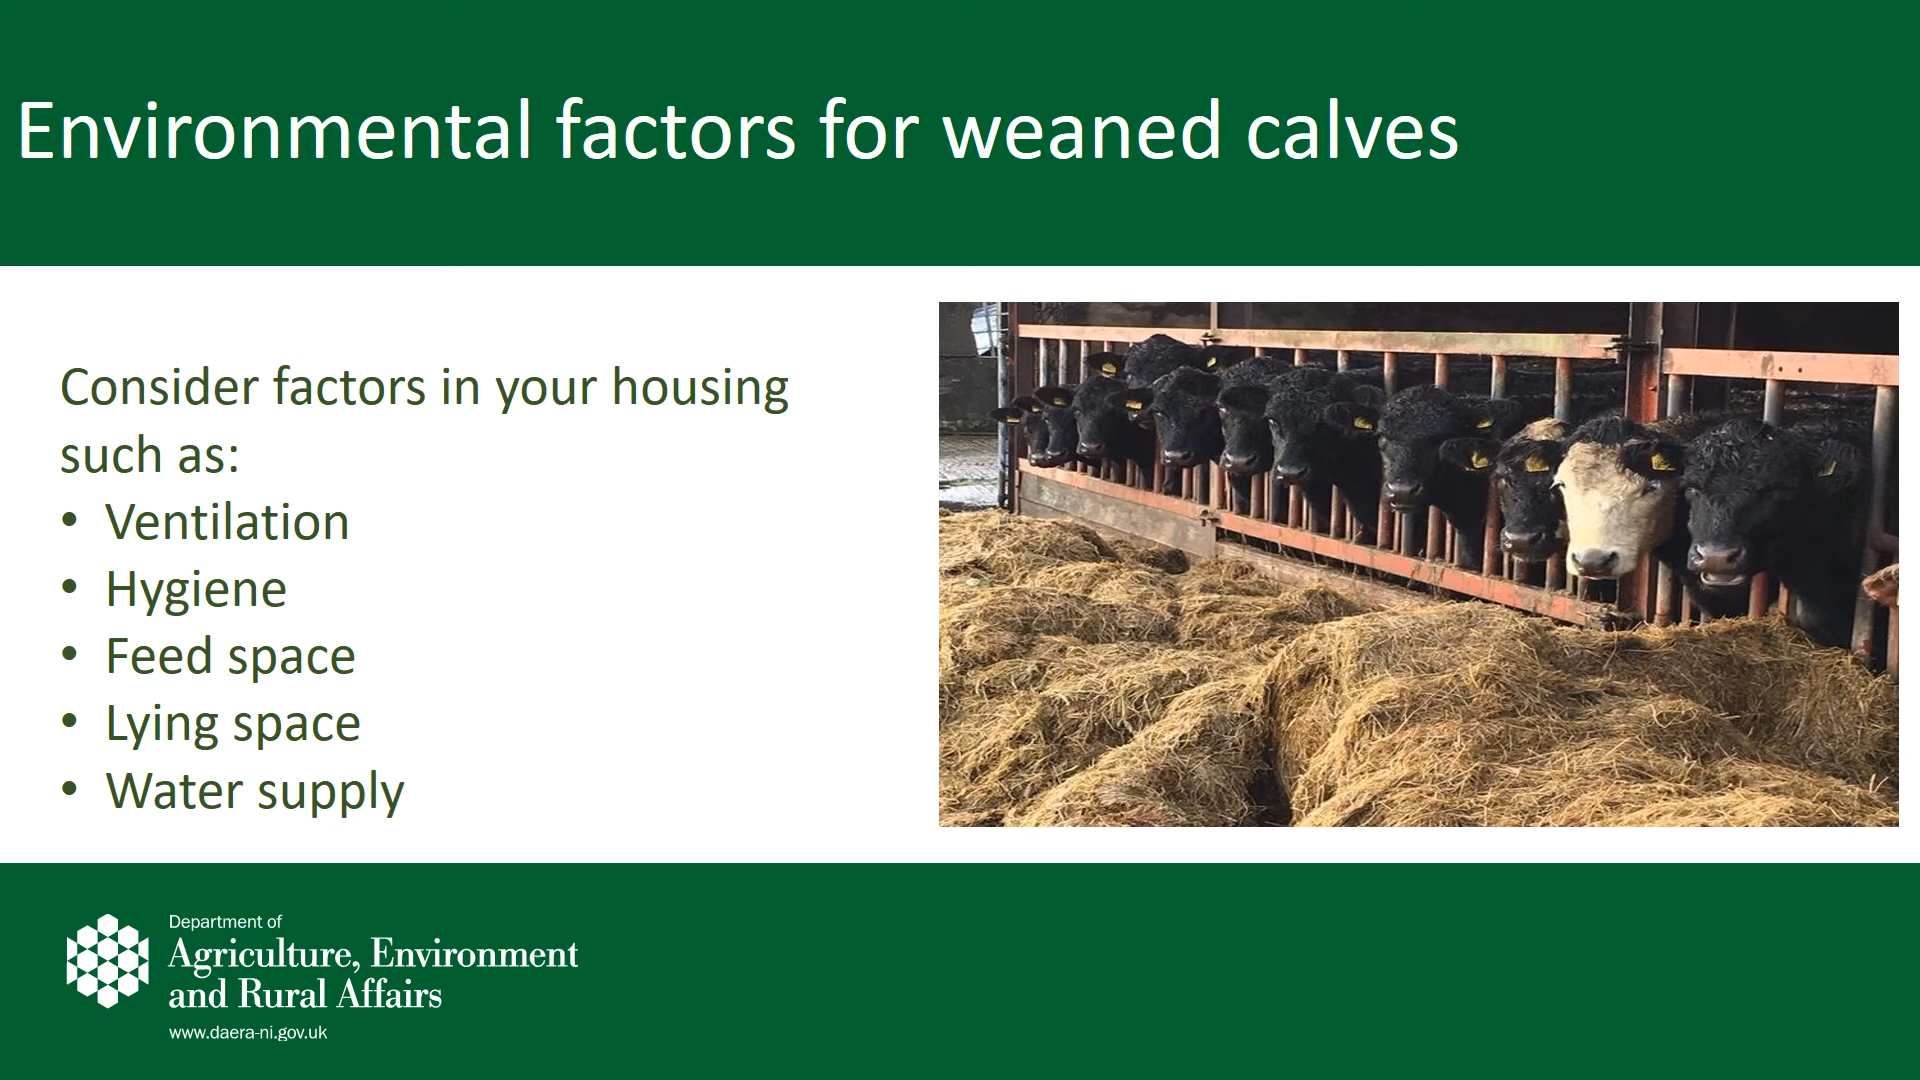 Environmental factors for weaned calves
Consider factors in your housing
such as:
• Ventilation
• Hygiene
• Feed space
• Lying space
• Water supply
Department of
Agriculture, Environment
and Rural Affairs
www.daera-ni.gov.uk